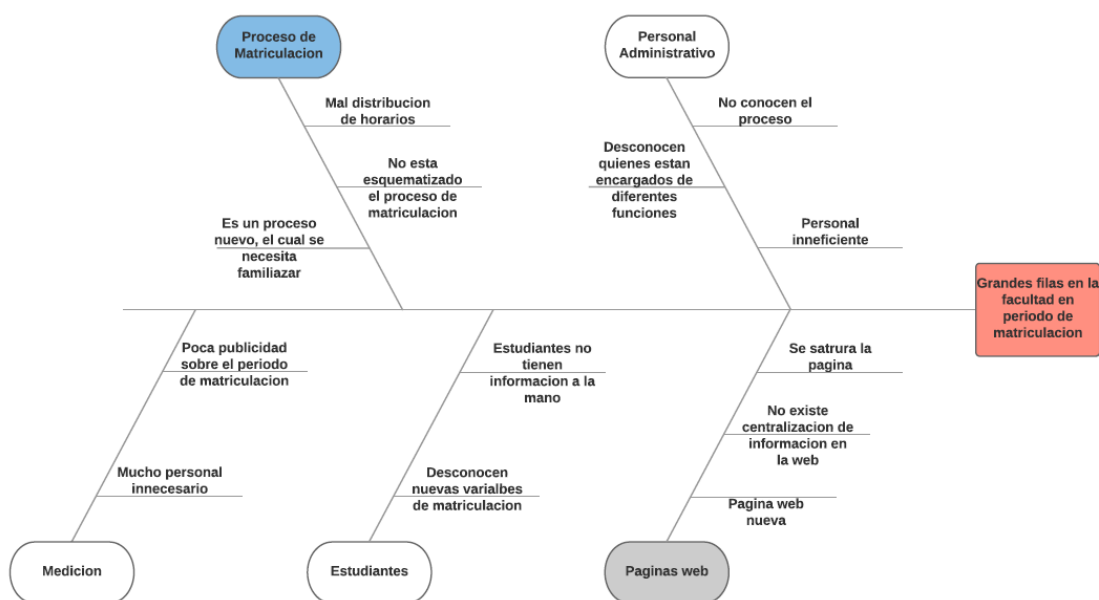 Proceso de
Matriculacion
Personal
Administrativo
Mal distribucion
de horarios
No esta
esquematizado
el proceso de
matriculacion
Es un proceso
nuevo, el cual se
necesita
familiazar
No conocen el
proceso
Desconocen
quienes estan
encargados de
diferentes
funciones
Personal
inneficiente
Grandes filas en la
facultad en
periodo de
matriculacion
Poca publicidad
sobre el periodo
de matriculacion
Mucho personal
innecesario
Estudiantes no
tienen
informacion a la
mano
Desconocen
nuevas varialbes
de matriculacion
Se satrura la
pagina
No existe
centralizacion de
informacion en
la web
Pagina web
nueva
Medicion
Estudiantes
Paginas web